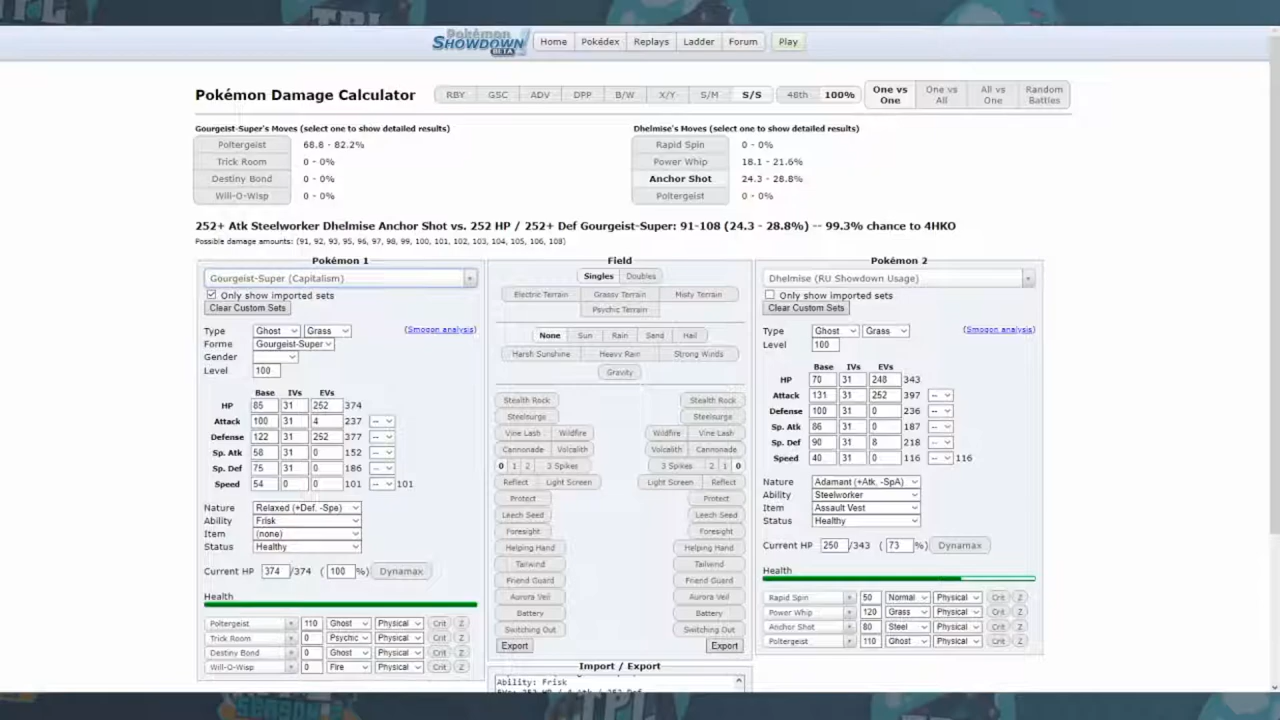 TPL
Pokémon
SHOWDOWN
BETA
Home Pokédex Replays Ladder Forum Play
Pokémon Damage Calculator RBY GSC ADV DPP B/W X/Y S/M S/S 48th 100% One vs One One vs All All vs One Random Battles
Gourgeist-Super's Moves (select one to show detailed results)
Poltergeist 68.8 - 82.2%
Trick Room 0 - 0%
Destiny Bond 0 - 0%
Will-O-Wisp 0 - 0%
Dhelmise's Moves (select one to show detailed results)
Rapid Spin 0 - 0%
Power Whip 18.1 - 21.6%
Anchor Shot 24.3 - 28.8%
Poltergeist 0 - 0%
252+ Atk Steelworker Dhelmise Anchor Shot vs. 252 HP / 252+ Def Gourgeist-Super: 91-108 (24.3 - 28.8%) -- 99.3% chance to 4HKO
Possible damage amounts: (91, 92, 93, 95, 96, 97, 98, 99, 100, 101, 102, 103, 104, 105, 106, 108)
Pokémon 1
Gourgeist-Super (Capitalism)
Only show imported sets
Clear Custom Sets
Type Ghost Grass (Smogon analysis)
Forme Gourgeist-Super
Gender
Level 100
Base IVs EVs
HP 85 31 252 374
Attack 100 31 4 237 --
Defense 122 31 252 377 --
Sp. Atk 58 31 0 152 --
Sp. Def 75 31 0 186 --
Speed 54 0 0 101 -- 101
Nature Relaxed (+Def, -Spe)
Ability Frisk
Item (none)
Status Healthy
Current HP 374 /374 ( 100 %) Dynamax
Health
Poltergeist 110 Ghost Physical Crit Z
Trick Room 0 Psychic Physical Crit Z
Destiny Bond 0 Ghost Physical Crit Z
Will-O-Wisp 0 Fire Physical Crit Z
Field
Singles Doubles
Electric Terrain Grassy Terrain Misty Terrain
Psychic Terrain
None Sun Rain Sand Hail
Harsh Sunshine Heavy Rain Strong Winds
Gravity
Stealth Rock Stealth Rock
Steelsurge Steelsurge
Vine Lash Wildfire Wildfire Vine Lash
Cannonade Volcalith Volcalith Cannonade
0 1 2 3 Spikes 3 Spikes 2 1 0
Reflect Light Screen Light Screen Reflect
Protect Protect
Leech Seed Leech Seed
Foresight Foresight
Helping Hand Helping Hand
Tailwind Tailwind
Friend Guard Friend Guard
Aurora Veil Aurora Veil
Battery Battery
Switching Out Switching Out
Export Export
Import / Export
Ability: Frisk
EVs: 252 HP / 4 Atk / 252 Def
Pokémon 2
Dhelmise (RU Showdown Usage)
Only show imported sets
Clear Custom Sets
Type Ghost Grass (Smogon analysis)
Level 100
Base IVs EVs
HP 70 31 248 343
Attack 131 31 252 397 --
Defense 100 31 0 236 --
Sp. Atk 86 31 0 187 --
Sp. Def 90 31 8 218 --
Speed 40 31 0 116 -- 116
Nature Adamant (+Atk, -SpA)
Ability Steelworker
Item Assault Vest
Status Healthy
Current HP 250 /343 ( 73 %) Dynamax
Health
Rapid Spin 50 Normal Physical Crit Z
Power Whip 120 Grass Physical Crit Z
Anchor Shot 80 Steel Physical Crit Z
Poltergeist 110 Ghost Physical Crit Z
SEASON
TPL